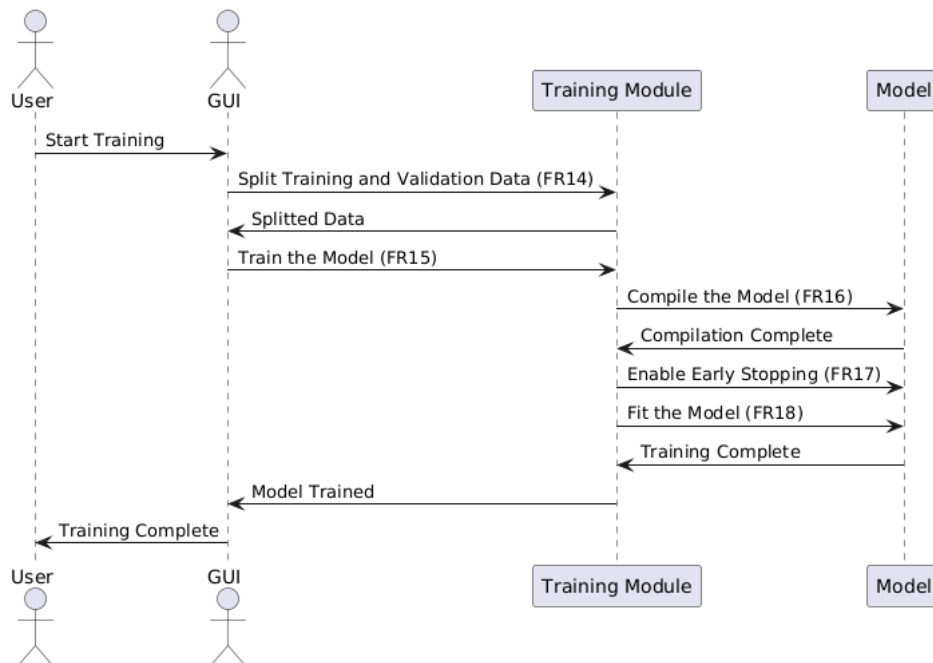 User
GUI
Training Module
Model
Start Training
Split Training and Validation Data (FR14)
Splitted Data
Train the Model (FR15)
Compile the Model (FR16)
Compilation Complete
Enable Early Stopping (FR17)
Fit the Model (FR18)
Training Complete
Model Trained
Training Complete
User
GUI
Training Module
Model